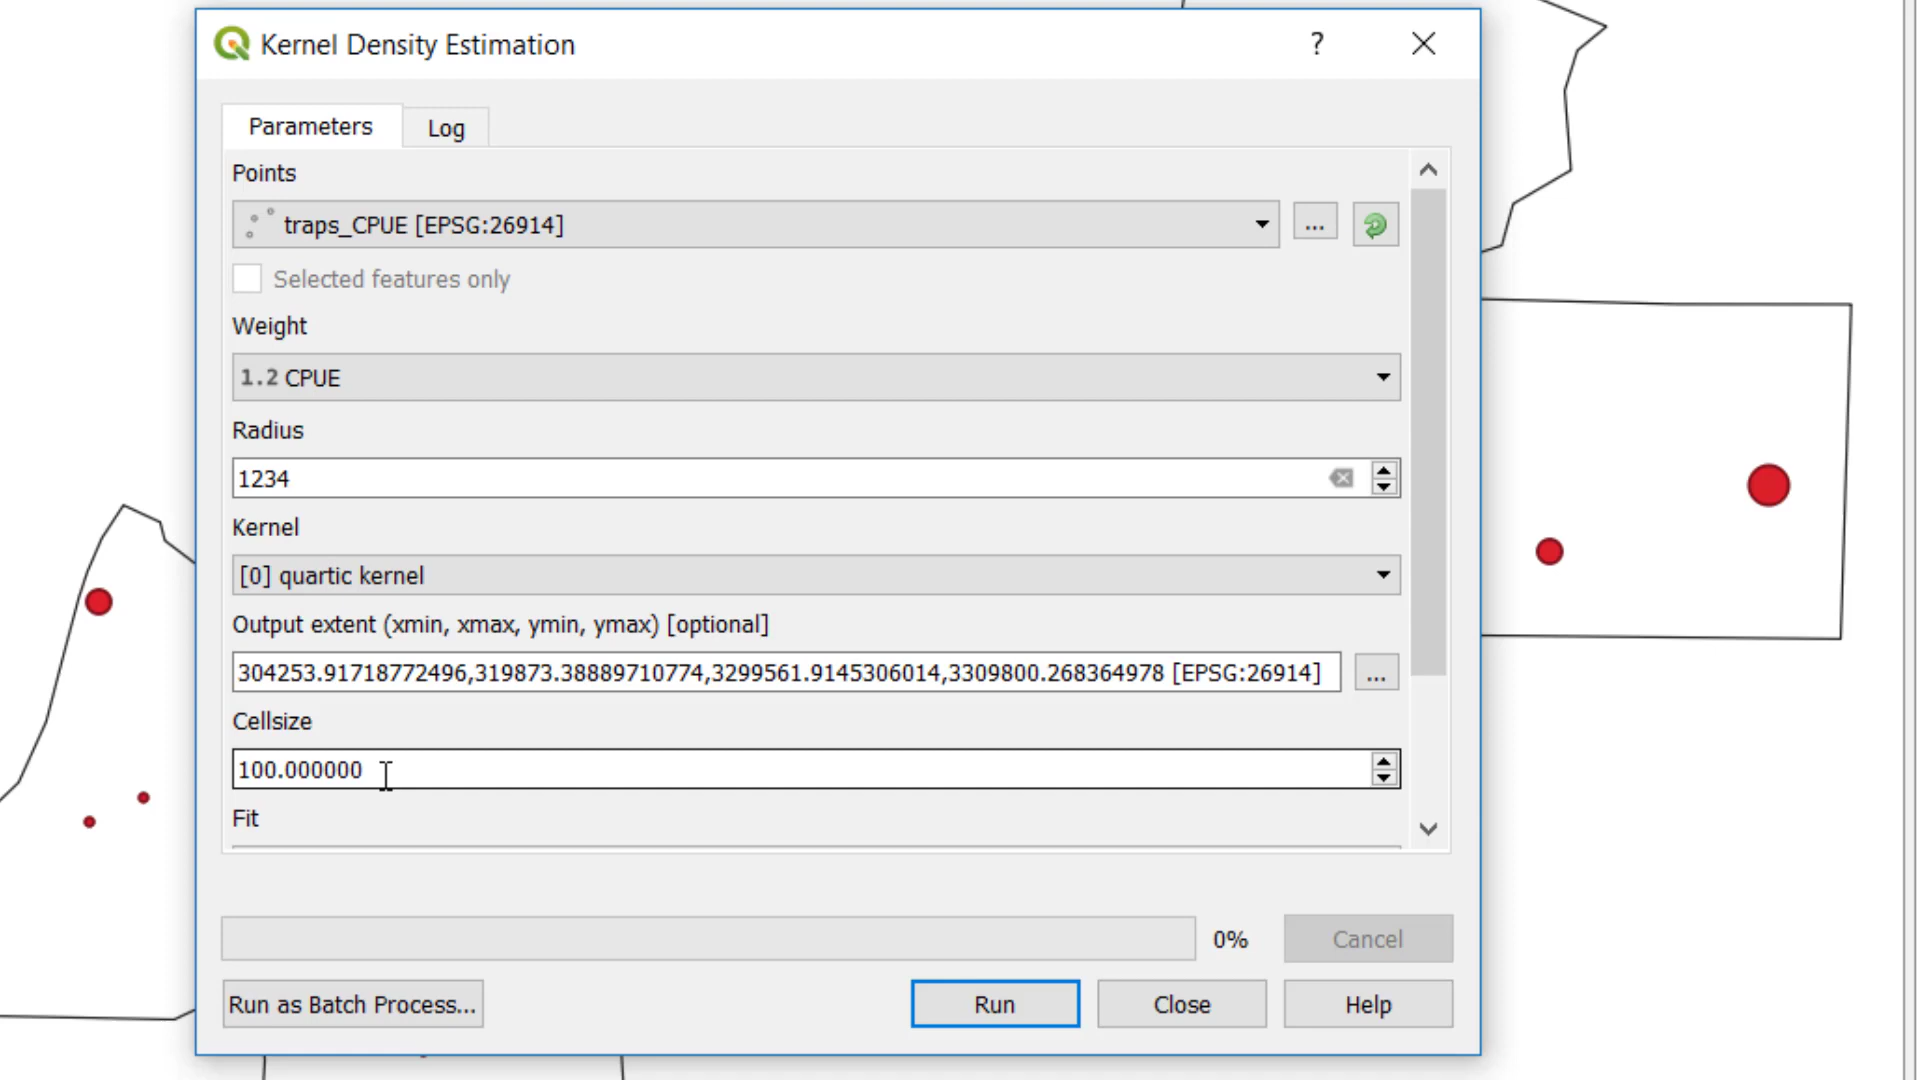 Kernel Density Estimation
?
Parameters
Log
Points
traps_CPUE [EPSG:26914]
...
Selected features only
Weight
1.2 CPUE
Radius
1234
Kernel
[0] quartic kernel
Output extent (xmin, xmax, ymin, ymax) [optional]
304253.91718772496,319873.38889710774,3299561.9145306014,3309800.268364978 [EPSG:26914]
...
Cellsize
100.000000
Fit
0%
Cancel
Run as Batch Process...
Run
Close
Help